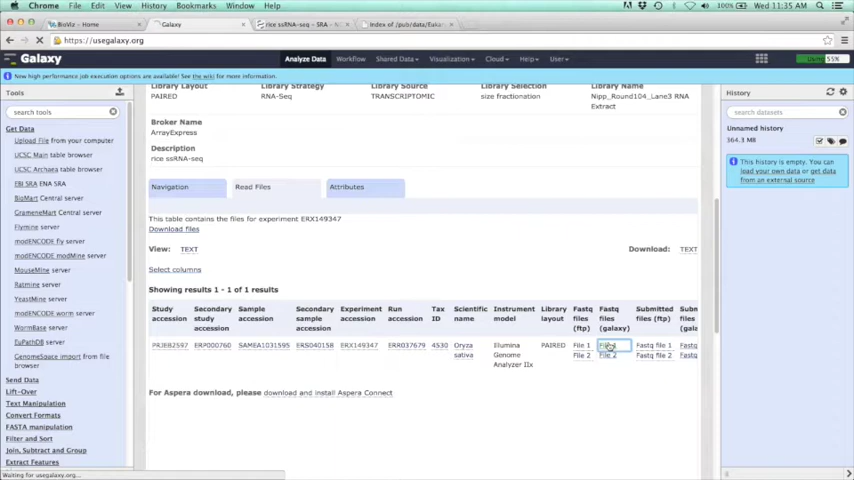 Chrome File Edit View History Bookmarks Window Help 100% Wed 11:35 AM
BioViz - Home Galaxy rice ssRNA-seq - SRA - NC Index of /pub/data/Eukar
https://usegalaxy.org
Galaxy Analyze Data Workflow Shared Data Visualization Cloud Help User Using 55%
New high performance job execution options are available! See the wiki for more information.
Tools
search tools
Get Data
Upload File from your computer
UCSC Main table browser
UCSC Archaea table browser
EBI SRA ENA SRA
BioMart Central server
GrameneMart Central server
Flymine server
modENCODE fly server
modENCODE modMine server
MouseMine server
Ratmine server
YeastMine server
modENCODE worm server
WormBase server
EuPathDB server
GenomeSpace import from file browser
Send Data
Lift-Over
Text Manipulation
Convert Formats
FASTA manipulation
Filter and Sort
Join, Subtract and Group
Extract Features
Waiting for usegalaxy.org...
Library Layout Library Strategy Library Source Library Selection Library Name
PAIRED RNA-Seq TRANSCRIPTOMIC size fractionation Nipp_Round104_Lane3 RNA
Extract
Broker Name
ArrayExpress
Description
rice ssRNA-seq
Navigation Read Files Attributes
This table contains the files for experiment ERX149347
Download files
View: TEXT Download: TEXT
Select columns
Showing results 1 - 1 of 1 results
Study accession Secondary study accession Sample accession Secondary sample accession Experiment accession Run accession Tax ID Scientific name Instrument model Library layout Fastq files (ftp) Fastq files (galaxy) Submitted files (ftp)
PRJEB2597 ERP000760 SAMEA1031595 ERS040158 ERX149347 ERR037679 4530 Oryza sativa Illumina Genome Analyzer IIx PAIRED File 1 Fastq file 1 Fastq
File 2 File 2 Fastq file 2 Fastq
For Aspera download, please download and install Aspera Connect
History
search datasets
Unnamed history
364.3 MB
This history is empty. You can
load your own data or get data
from an external source